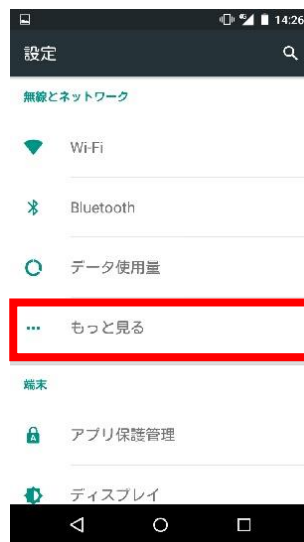 14:26
設定
無線とネットワーク
Wi-Fi
Bluetooth
データ使用量
もっと見る
端末
アプリ保護管理
ディスプレイ